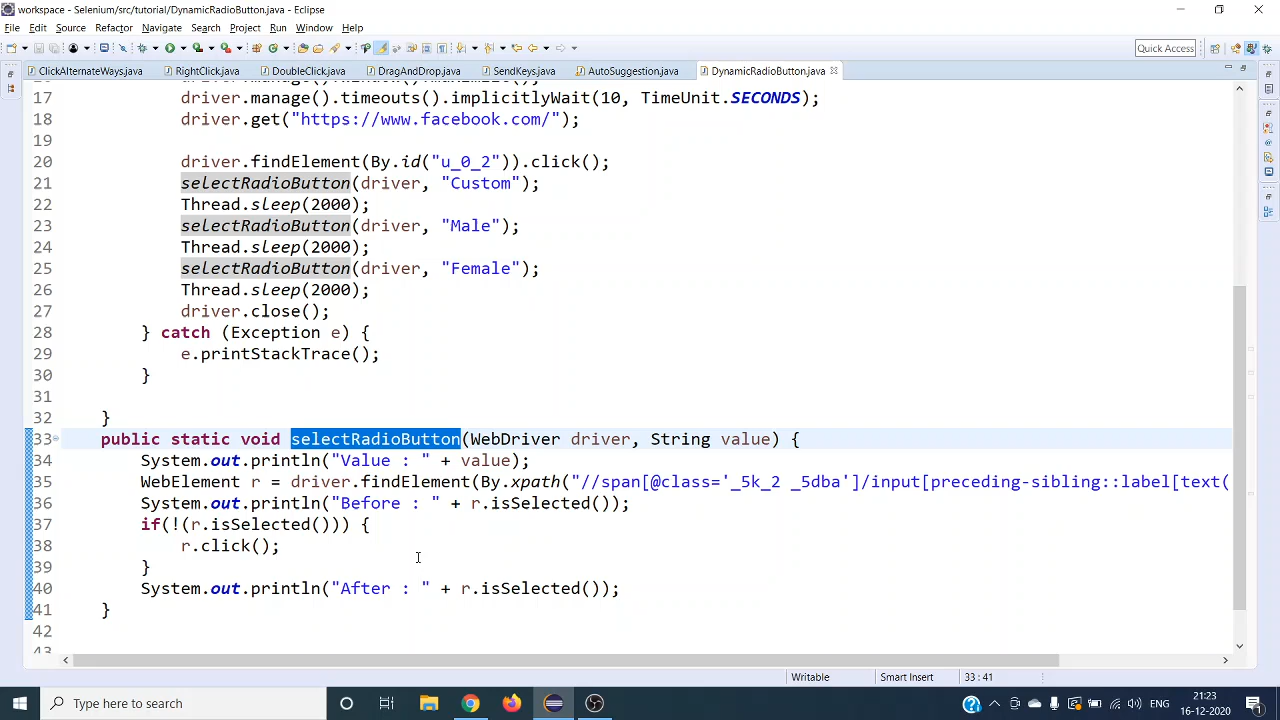 workspace - Selenium/src/tutorial/DynamicRadioButton.java - Eclipse
File Edit Source Refactor Navigate Search Project Run Window Help
Quick Access
ClickAlternateWays.java RightClick.java DoubleClick.java DragAndDrop.java SendKeys.java AutoSuggestion.java DynamicRadioButton.java
17 driver.manage().timeouts().implicitlyWait(10, TimeUnit.SECONDS);
18 driver.get("https://www.facebook.com/");
19
20 driver.findElement(By.id("u_0_2")).click();
21 selectRadioButton(driver, "Custom");
22 Thread.sleep(2000);
23 selectRadioButton(driver, "Male");
24 Thread.sleep(2000);
25 selectRadioButton(driver, "Female");
26 Thread.sleep(2000);
27 driver.close();
28 } catch (Exception e) {
29 e.printStackTrace();
30 }
31
32 }
33 public static void selectRadioButton(WebDriver driver, String value) {
34 System.out.println("Value : " + value);
35 WebElement r = driver.findElement(By.xpath("//span[@class='_5k_2 _5dba']/input[preceding-sibling::label[text(
36 System.out.println("Before : " + r.isSelected());
37 if(!(r.isSelected())) {
38 r.click();
39 }
40 System.out.println("After : " + r.isSelected());
41 }
42
Writable Smart Insert 33 : 41
Type here to search
ENG
21:23
16-12-2020